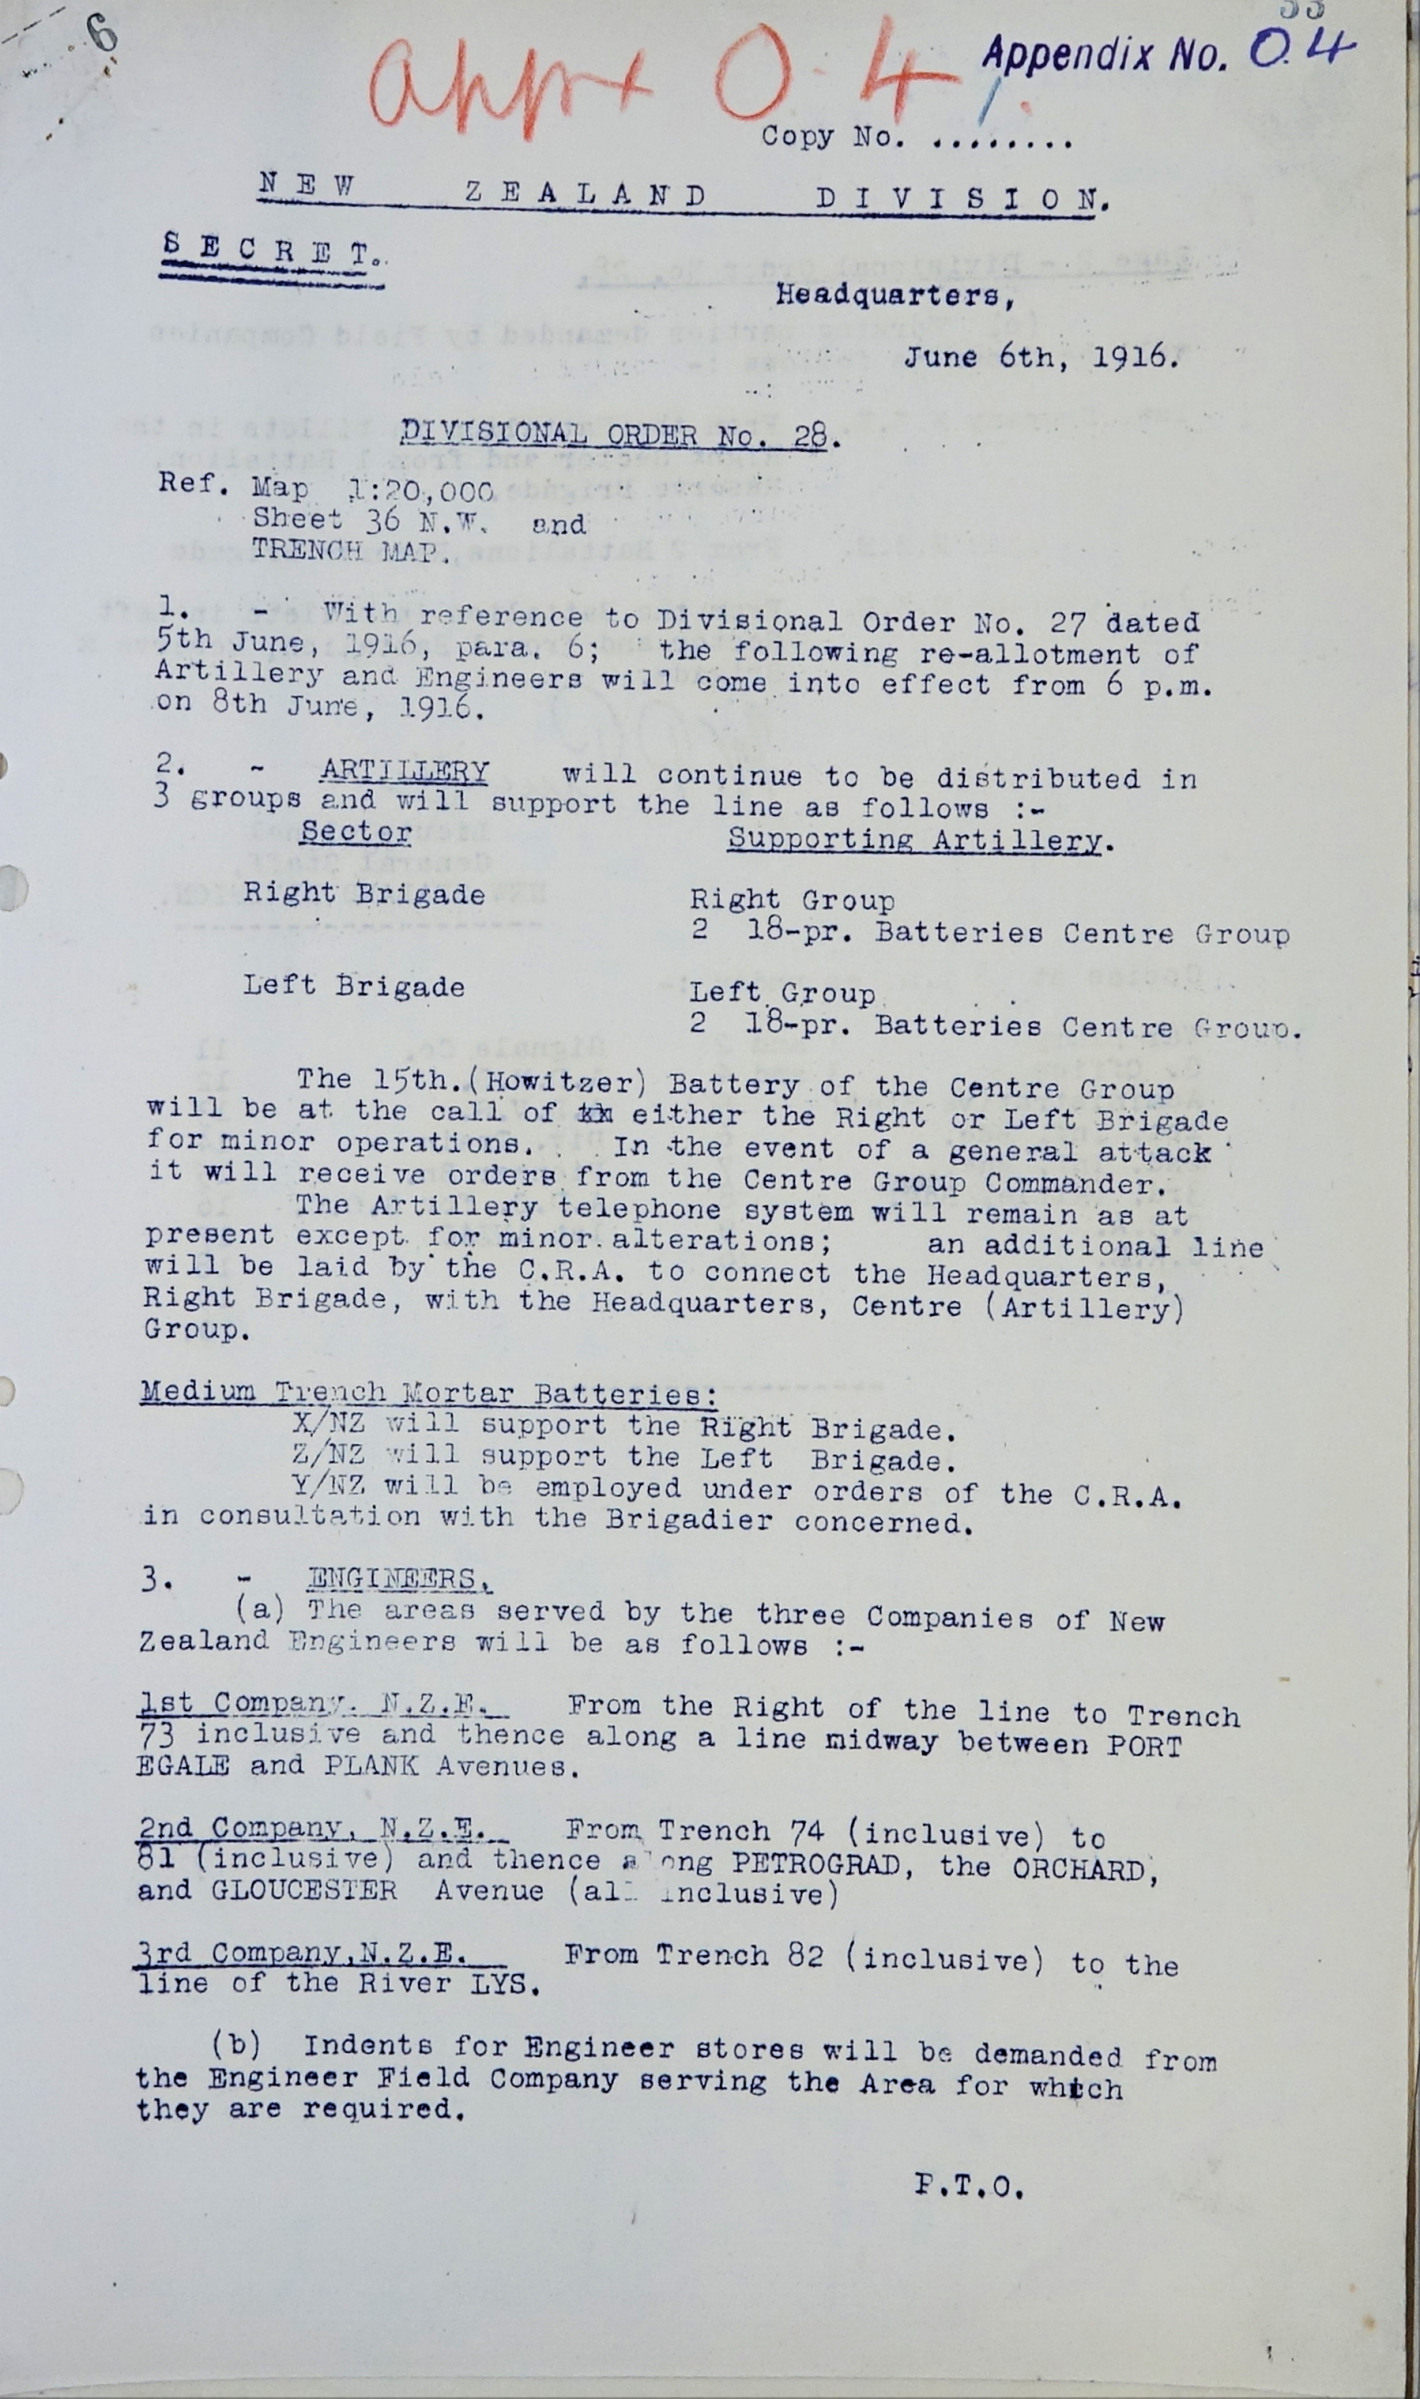 6
33
appx 0.4
Appendix No. 0.4
Copy No. ........
NEW ZEALAND DIVISION.
SECRET.
Headquarters,
June 6th, 1916.
DIVISIONAL ORDER No. 28.
Ref. Map 1:20,000
Sheet 36 N.W. and
TRENCH MAP.
1. - With reference to Divisional Order No. 27 dated
5th June, 1916, para. 6; the following re-allotment of
Artillery and Engineers will come into effect from 6 p.m.
on 8th June, 1916.
2. - ARTILLERY will continue to be distributed in
3 groups and will support the line as follows :-
Sector Supporting Artillery.
Right Brigade Right Group
2 18-pr. Batteries Centre Group
Left Brigade Left Group
2 18-pr. Batteries Centre Group.
The 15th.(Howitzer) Battery of the Centre Group
will be at the call of either the Right or Left Brigade
for minor operations. In the event of a general attack
it will receive orders from the Centre Group Commander.
The Artillery telephone system will remain as at
present except for minor alterations; an additional line
will be laid by the C.R.A. to connect the Headquarters,
Right Brigade, with the Headquarters, Centre (Artillery)
Group.
Medium Trench Mortar Batteries:
X/NZ will support the Right Brigade.
Z/NZ will support the Left Brigade.
Y/NZ will be employed under orders of the C.R.A.
in consultation with the Brigadier concerned.
3. - ENGINEERS.
(a) The areas served by the three Companies of New
Zealand Engineers will be as follows :-
1st Company. N.Z.E. From the Right of the line to Trench
73 inclusive and thence along a line midway between PORT
EGALE and PLANK Avenues.
2nd Company, N.Z.E. From Trench 74 (inclusive) to
81 (inclusive) and thence along PETROGRAD, the ORCHARD,
and GLOUCESTER Avenue (all inclusive)
3rd Company,N.Z.E. From Trench 82 (inclusive) to the
line of the River LYS.
(b) Indents for Engineer stores will be demanded from
the Engineer Field Company serving the Area for which
they are required.
P.T.O.